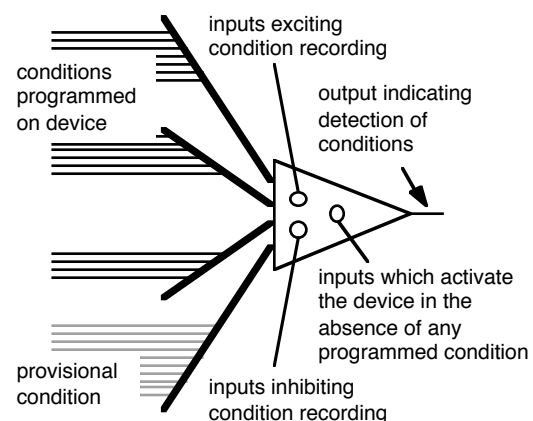 inputs exciting
condition recording
conditions
programmed
on device
output indicating
detection of
conditions
inputs which activate
the device in the
absence of any
programmed condition
provisional
condition
inputs inhibiting
condition recording